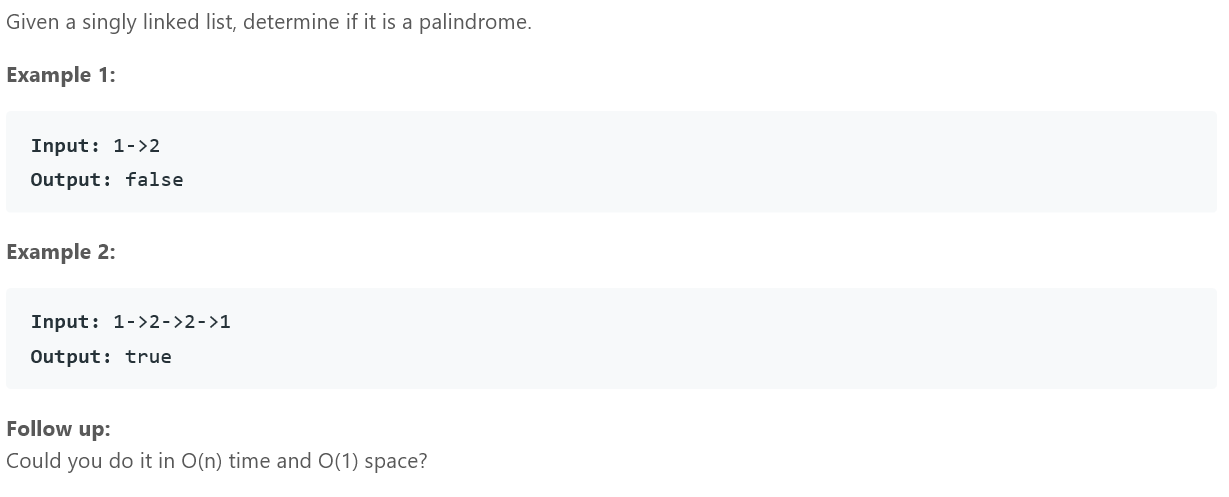 Given a singly linked list, determine if it is a palindrome.
Example 1:
Input: 1->2
Output: false
Example 2:
Input: 1->2->2->1
Output: true
Follow up:
Could you do it in O(n) time and O(1) space?